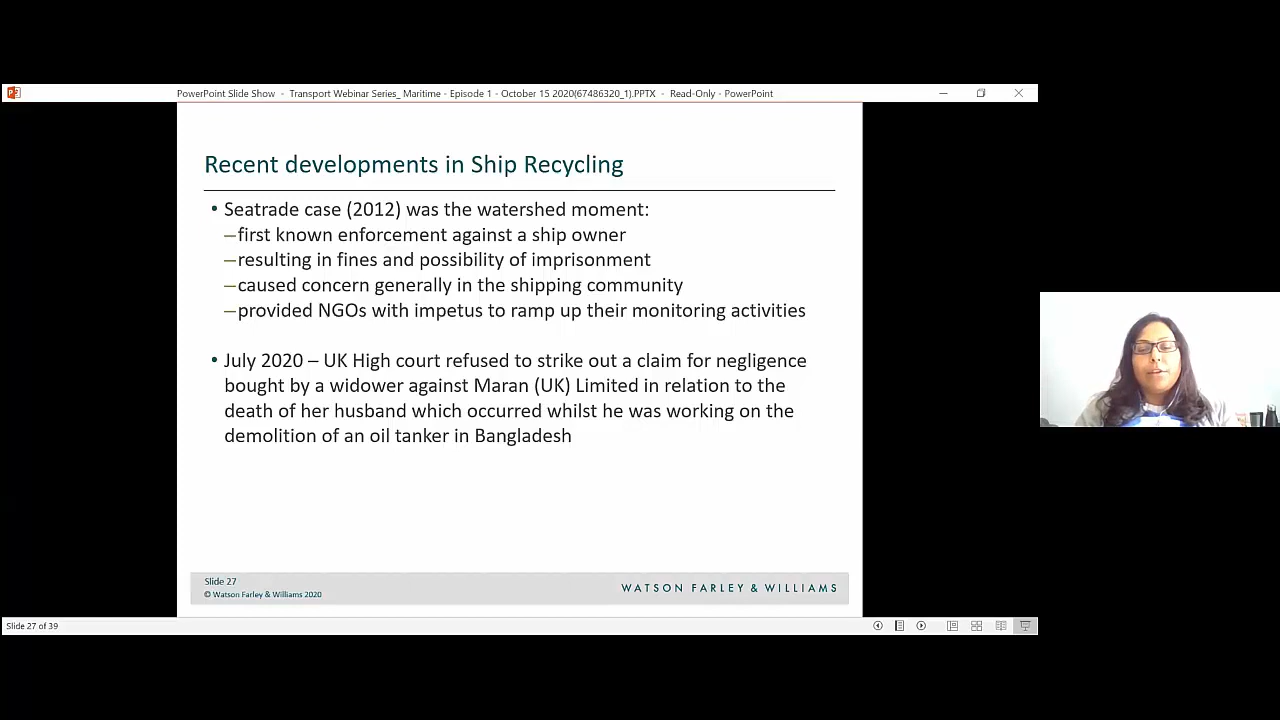 PowerPoint Slide Show - Transport Webinar Series_ Maritime - Episode 1 - October 15 2020(67486320_1).PPTX - Read-Only - PowerPoint
Recent developments in Ship Recycling
• Seatrade case (2012) was the watershed moment:
–first known enforcement against a ship owner
–resulting in fines and possibility of imprisonment
–caused concern generally in the shipping community
–provided NGOs with impetus to ramp up their monitoring activities
• July 2020 – UK High court refused to strike out a claim for negligence
bought by a widower against Maran (UK) Limited in relation to the
death of her husband which occurred whilst he was working on the
demolition of an oil tanker in Bangladesh
Slide 27
© Watson Farley & Williams 2020
WATSON FARLEY & WILLIAMS
Slide 27 of 39